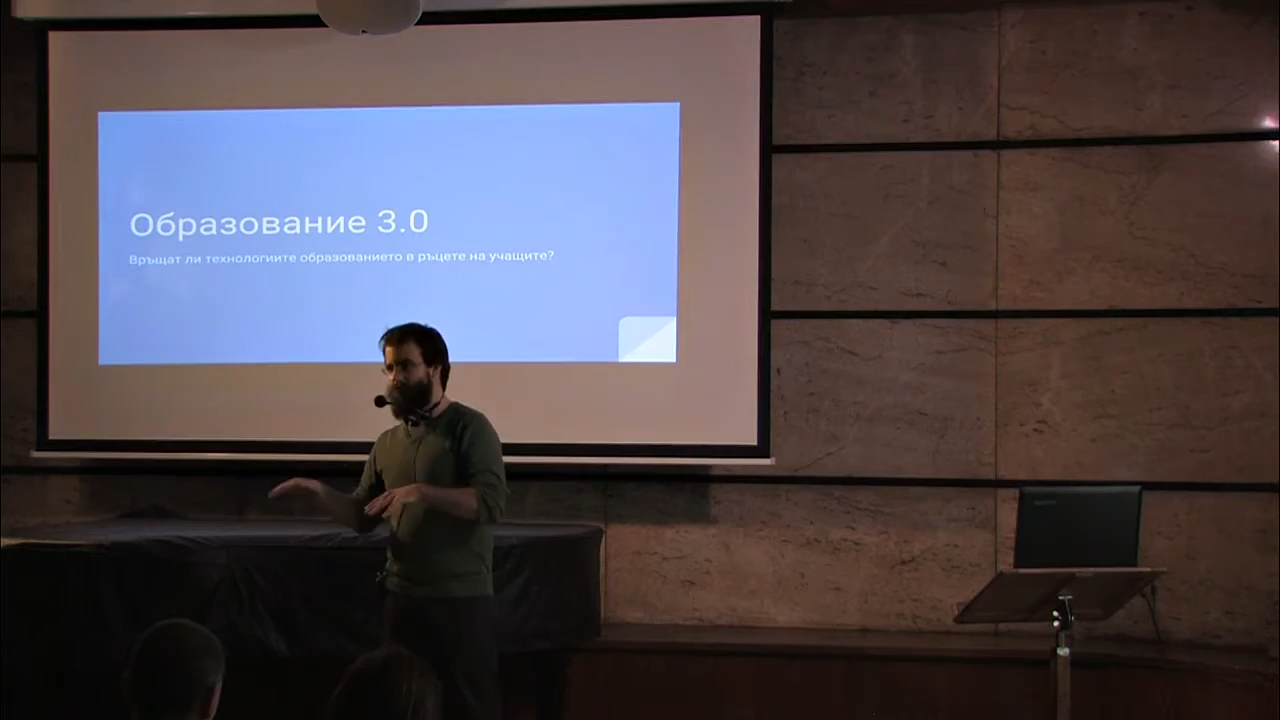 Образование 3.0
Връщат ли технологиите образованието в ръцете на учащите?